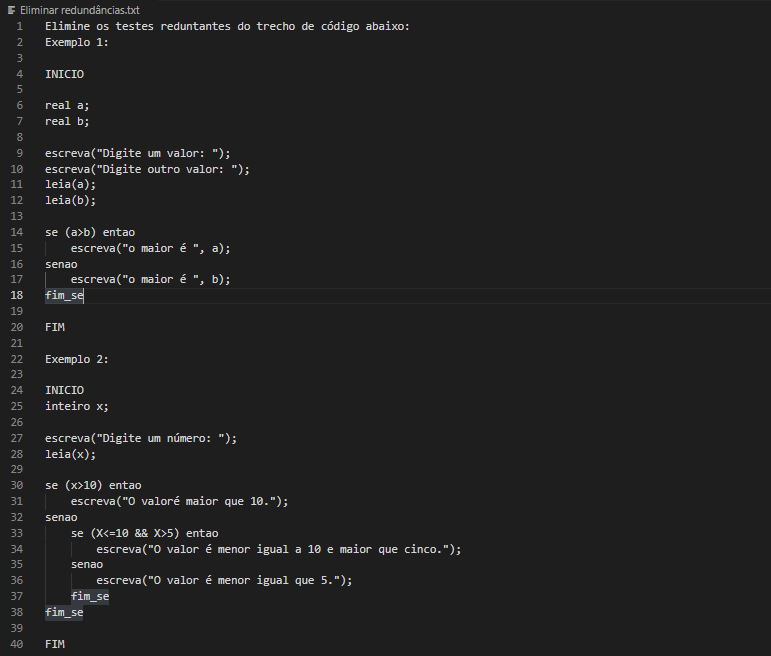 Eliminar redundâncias.txt
1 Elimine os testes reduntantes do trecho de código abaixo:
2 Exemplo 1:
3
4 INICIO
5
6 real a;
7 real b;
8
9 escreva("Digite um valor: ");
10 escreva("Digite outro valor: ");
11 leia(a);
12 leia(b);
13
14 se (a>b) entao
15 escreva("o maior é ", a);
16 senao
17 escreva("o maior é ", b);
18 fim_se
19
20 FIM
21
22 Exemplo 2:
23
24 INICIO
25 inteiro x;
26
27 escreva("Digite um número: ");
28 leia(x);
29
30 se (x>10) entao
31 escreva("O valoré maior que 10.");
32 senao
33 se (X<=10 && X>5) entao
34 escreva("O valor é menor igual a 10 e maior que cinco.");
35 senao
36 escreva("O valor é menor igual que 5.");
37 fim_se
38 fim_se
39
40 FIM